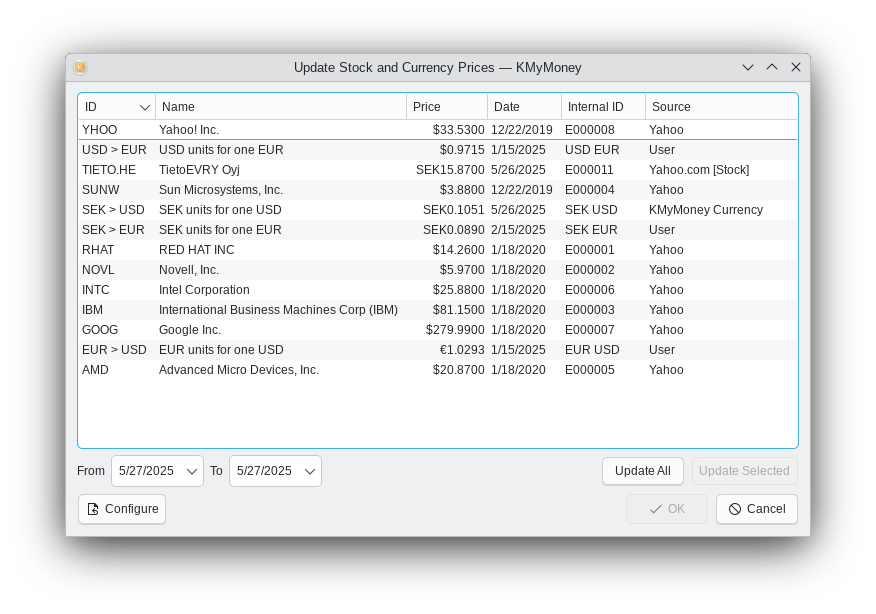 Update Stock and Currency Prices — KMyMoney
ID Name Price Date Internal ID Source
YHOO Yahoo! Inc. $33.5300 12/22/2019 E000008 Yahoo
USD > EUR USD units for one EUR $0.9715 1/15/2025 USD EUR User
TIETO.HE TietoEVRY Oyj SEK15.8700 5/26/2025 E000011 Yahoo.com [Stock]
SUNW Sun Microsystems, Inc. $3.8800 12/22/2019 E000004 Yahoo
SEK > USD SEK units for one USD SEK0.1051 5/26/2025 SEK USD KMyMoney Currency
SEK > EUR SEK units for one EUR SEK0.0890 2/15/2025 SEK EUR User
RHAT RED HAT INC $14.2600 1/18/2020 E000001 Yahoo
NOVL Novell, Inc. $5.9700 1/18/2020 E000002 Yahoo
INTC Intel Corporation $25.8800 1/18/2020 E000006 Yahoo
IBM International Business Machines Corp (IBM) $81.1500 1/18/2020 E000003 Yahoo
GOOG Google Inc. $279.9900 1/18/2020 E000007 Yahoo
EUR > USD EUR units for one USD €1.0293 1/15/2025 EUR USD User
AMD Advanced Micro Devices, Inc. $20.8700 1/18/2020 E000005 Yahoo
From 5/27/2025 To 5/27/2025 Update All Update Selected
Configure OK Cancel